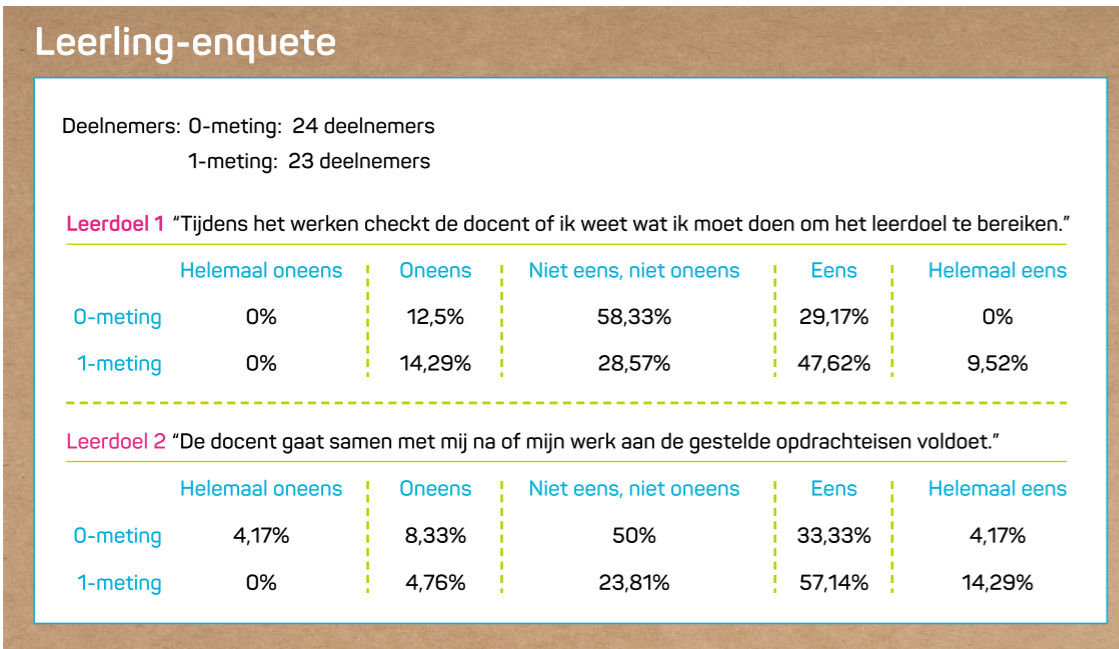 Leerling-enquete
Deelnemers: 0-meting: 24 deelnemers
1-meting: 23 deelnemers
Leerdoel 1 “Tijdens het werken checkt de docent of ik weet wat ik moet doen om het leerdoel te bereiken.”
Helemaal oneens Oneens Niet eens, niet oneens Eens Helemaal eens
0-meting 0% 12,5% 58,33% 29,17% 0%
1-meting 0% 14,29% 28,57% 47,62% 9,52%
Leerdoel 2 “De docent gaat samen met mij na of mijn werk aan de gestelde opdrachteisen voldoet.”
Helemaal oneens Oneens Niet eens, niet oneens Eens Helemaal eens
0-meting 4,17% 8,33% 50% 33,33% 4,17%
1-meting 0% 4,76% 23,81% 57,14% 14,29%